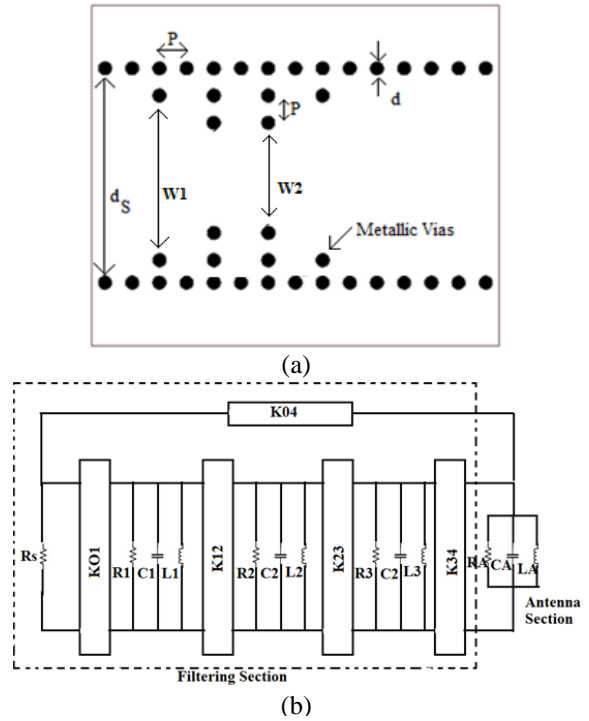 P
d
P
W1
W2
d S
Metallic Vias
(a)
K04
Rs
KO1
R1 C1 L1
K12
R2 C2 L2
K23
R3 C2 L3
K34
RA CA LA
Antenna
Section
Filtering Section
(b)